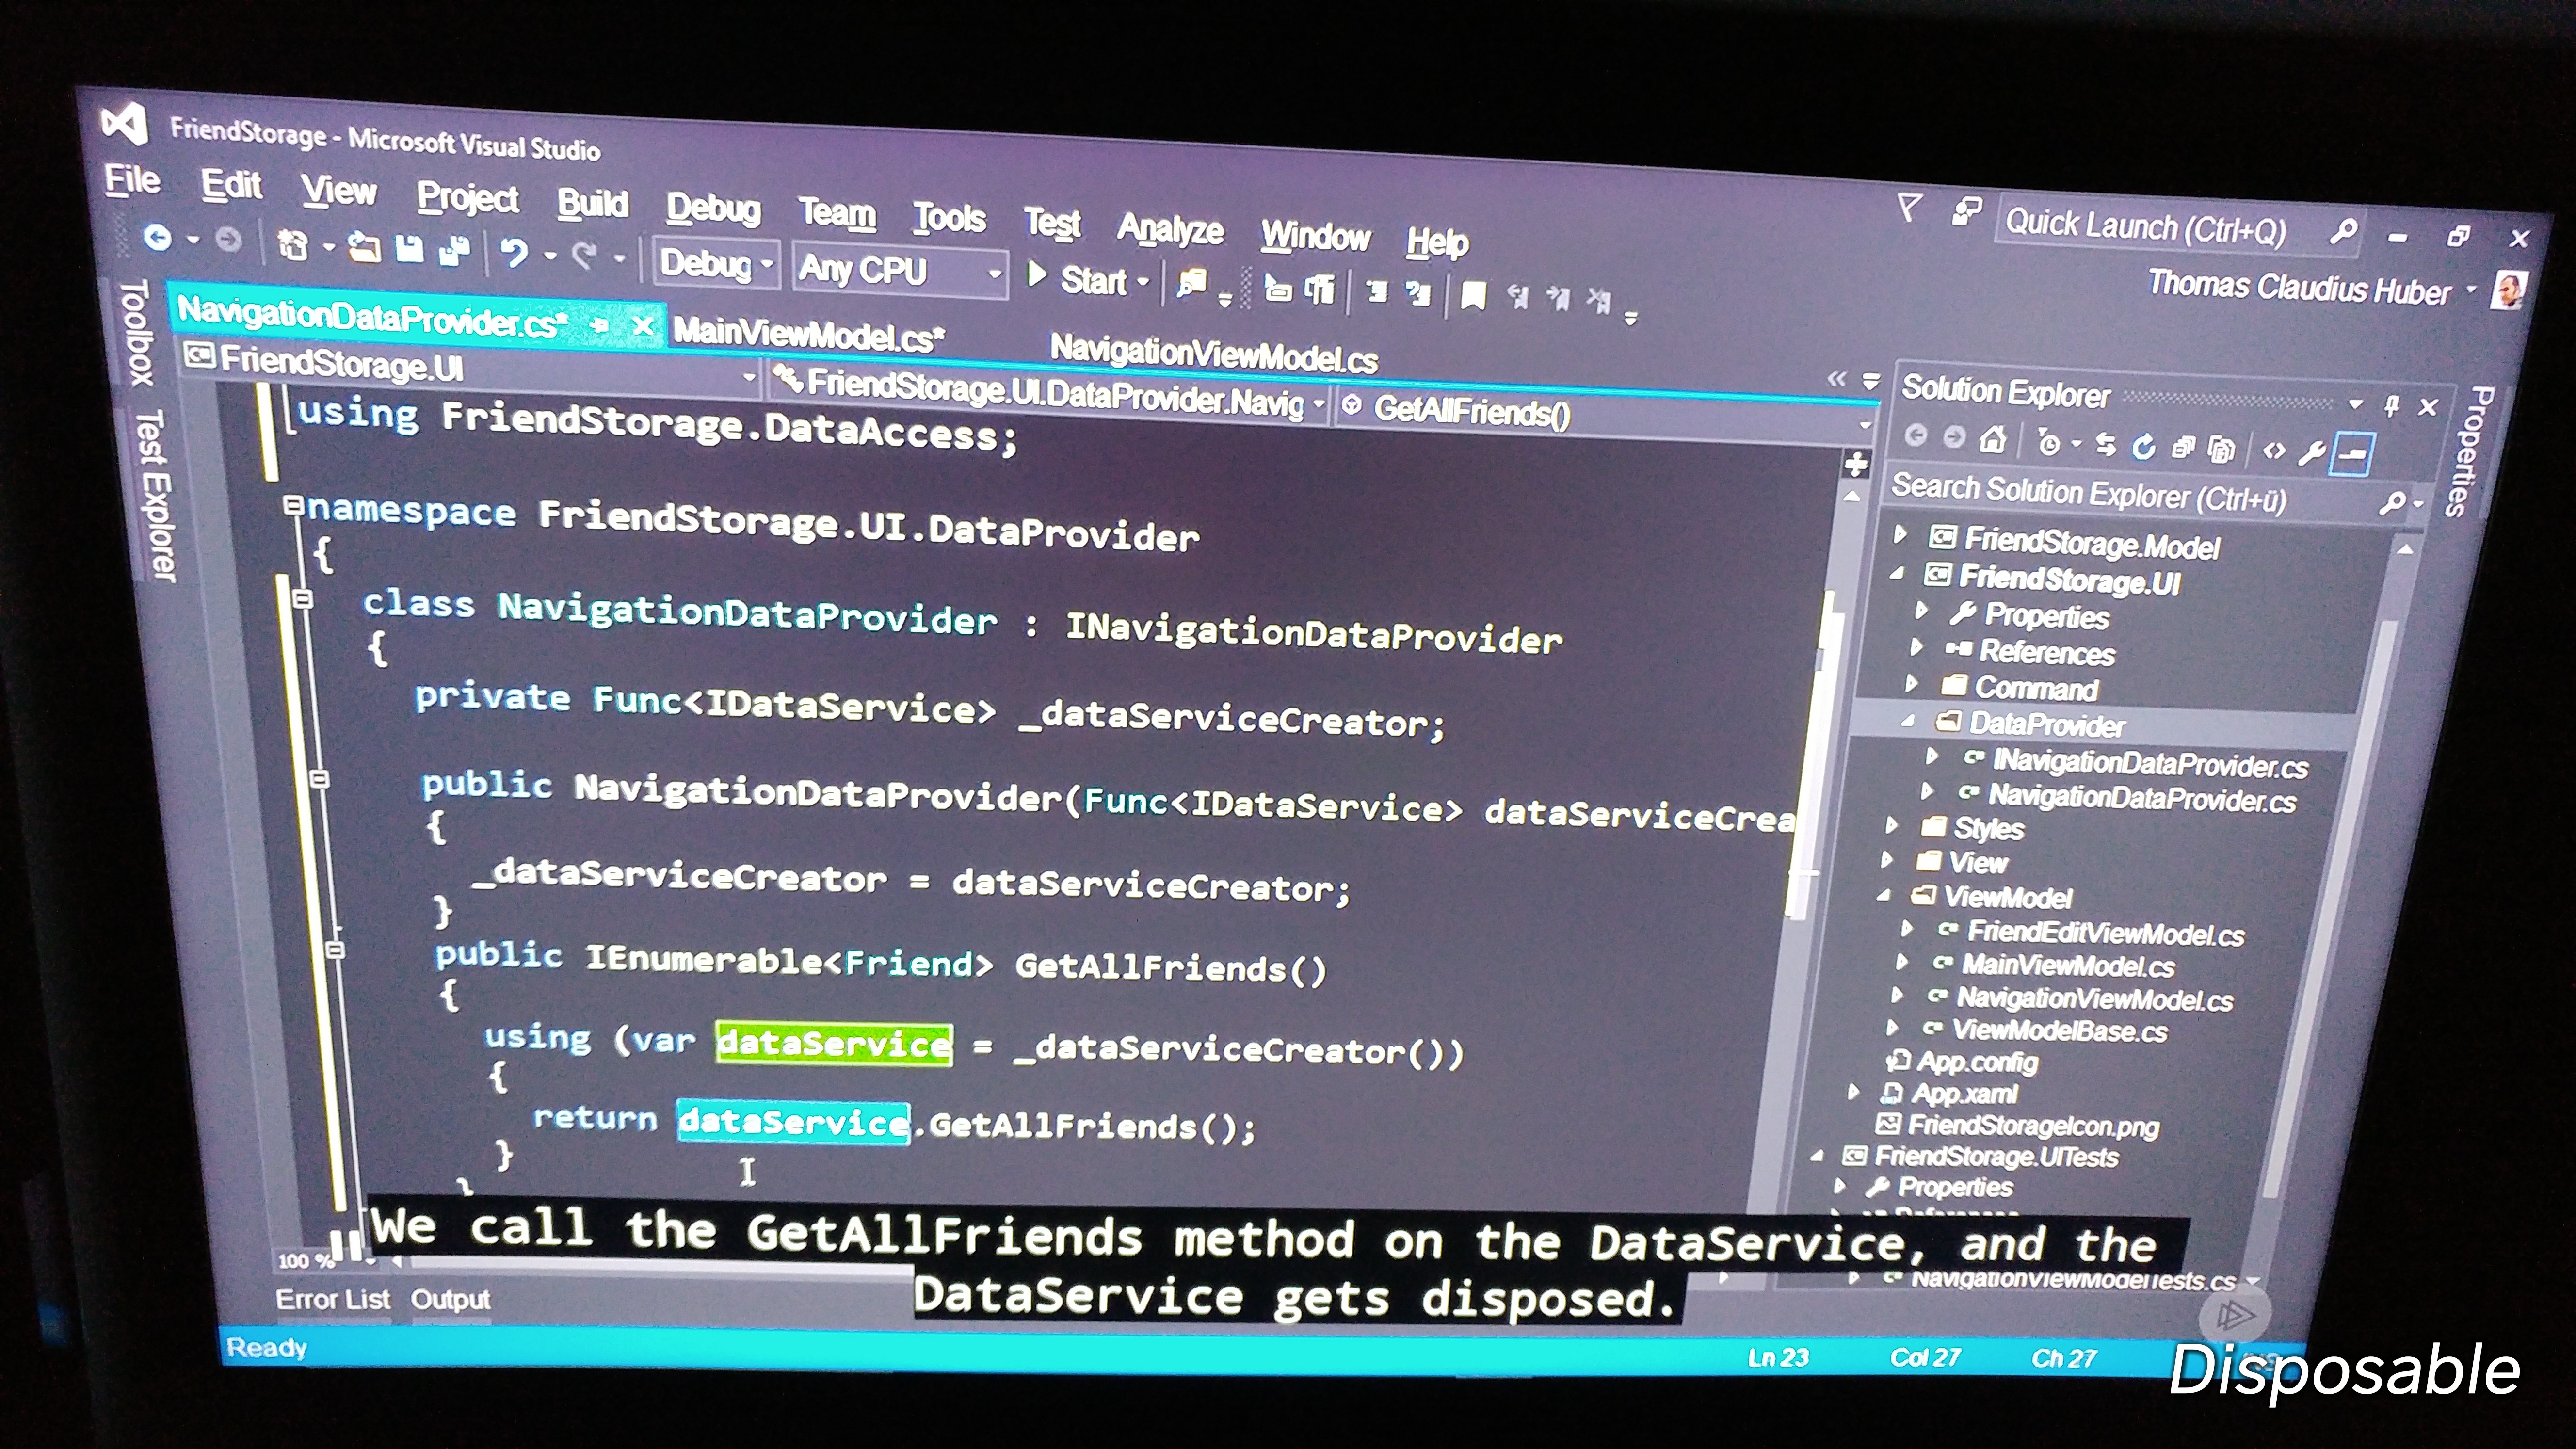 FriendStorage - Microsoft Visual Studio
File Edit View Project Build Debug Team Tools Test Analyze Window Help
Quick Launch (Ctrl+Q)
Debug Any CPU Start
Thomas Claudius Huber
Toolbox
Test Explorer
NavigationDataProvider.cs* MainViewModel.cs* NavigationViewModel.cs
FriendStorage.UI FriendStorage.UI.DataProvider.Navig GetAllFriends()
using FriendStorage.DataAccess;
namespace FriendStorage.UI.DataProvider
{
class NavigationDataProvider : INavigationDataProvider
{
private Func<IDataService> _dataServiceCreator;
public NavigationDataProvider(Func<IDataService> dataServiceCrea
{
_dataServiceCreator = dataServiceCreator;
}
public IEnumerable<Friend> GetAllFriends()
{
using (var dataService = _dataServiceCreator())
{
return dataService.GetAllFriends();
}
}
Solution Explorer
Search Solution Explorer (Ctrl+ü)
FriendStorage.Model
FriendStorage.UI
Properties
References
Command
DataProvider
INavigationDataProvider.cs
NavigationDataProvider.cs
Styles
View
ViewModel
FriendEditViewModel.cs
MainViewModel.cs
NavigationViewModel.cs
ViewModelBase.cs
App.config
App.xaml
FriendStorageIcon.png
FriendStorage.UITests
Properties
NavigationViewModelTests.cs
Properties
We call the GetAllFriends method on the DataService, and the
DataService gets disposed.
100 %
Error List Output
Ready Ln 23 Col 27 Ch 27
Disposable